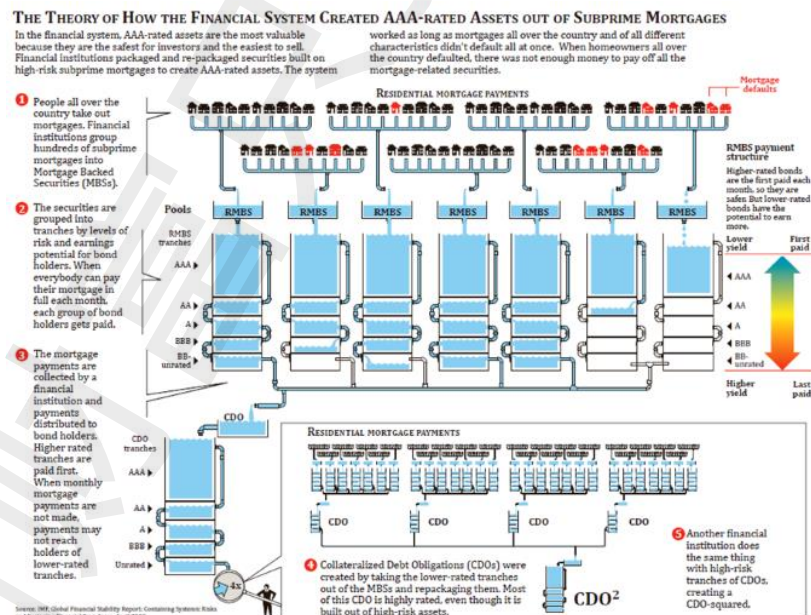 THE THEORY OF HOW THE FINANCIAL SYSTEM CREATED AAA-RATED ASSETS OUT OF SUBPRIME MORTGAGES
In the financial system, AAA-rated assets are the most valuable
because they are the safest for investors and the easiest to sell.
Financial institutions packaged and re-packaged securities built on
high-risk subprime mortgages to create AAA-rated assets. The system
worked as long as mortgages all over the country and of all different
characteristics didn't default all at once. When homeowners all over
the country defaulted, there was not enough money to pay off all the
mortgage-related securities.
1 People all over the
country take out
mortgages. Financial
institutions group
hundreds of subprime
mortgages into
Mortgage Backed
Securities (MBSs).
2 The securities are
grouped into
tranches by levels of
risk and earnings
potential for bond
holders. When
everybody can pay
their mortgage in
full each month,
each group of bond
holders gets paid.
3 The mortgage
payments are
collected by a
financial
institution and
payments
distributed to
bond holders.
Higher rated
tranches are
paid first.
When monthly
mortgage
payments are
not made,
payments may
not reach
holders of
lower-rated
tranches.
RESIDENTIAL MORTGAGE PAYMENTS
Mortgage
defaults
Pools
RMBS RMBS RMBS RMBS RMBS RMBS RMBS
RMBS
tranches
AAA
AA
A
BBB
BB-
unrated
RMBS payment
structure
Higher-rated bonds
are the first paid each
month, so they are
safer. But lower-rated
bonds have the
potential to earn
more.
Lower
yield
First
paid
AAA
AA
A
BBB
BB-
unrated
Higher
yield
Last
paid
CDO
CDO
tranches
AAA
AA
A
BBB
Unrated
4x
RESIDENTIAL MORTGAGE PAYMENTS
CDO CDO CDO CDO
4 Collateralized Debt Obligations (CDOs) were
created by taking the lower-rated tranches
out of the MBSs and repackaging them. Most
of this CDO is highly rated, even though it is
built out of high-risk assets.
CDO²
5 Another financial
institution does
the same thing
with high-risk
tranches of CDOs,
creating a
CDO-squared.
Source: IMF, Global Financial Stability Report: Containing Systemic Risks